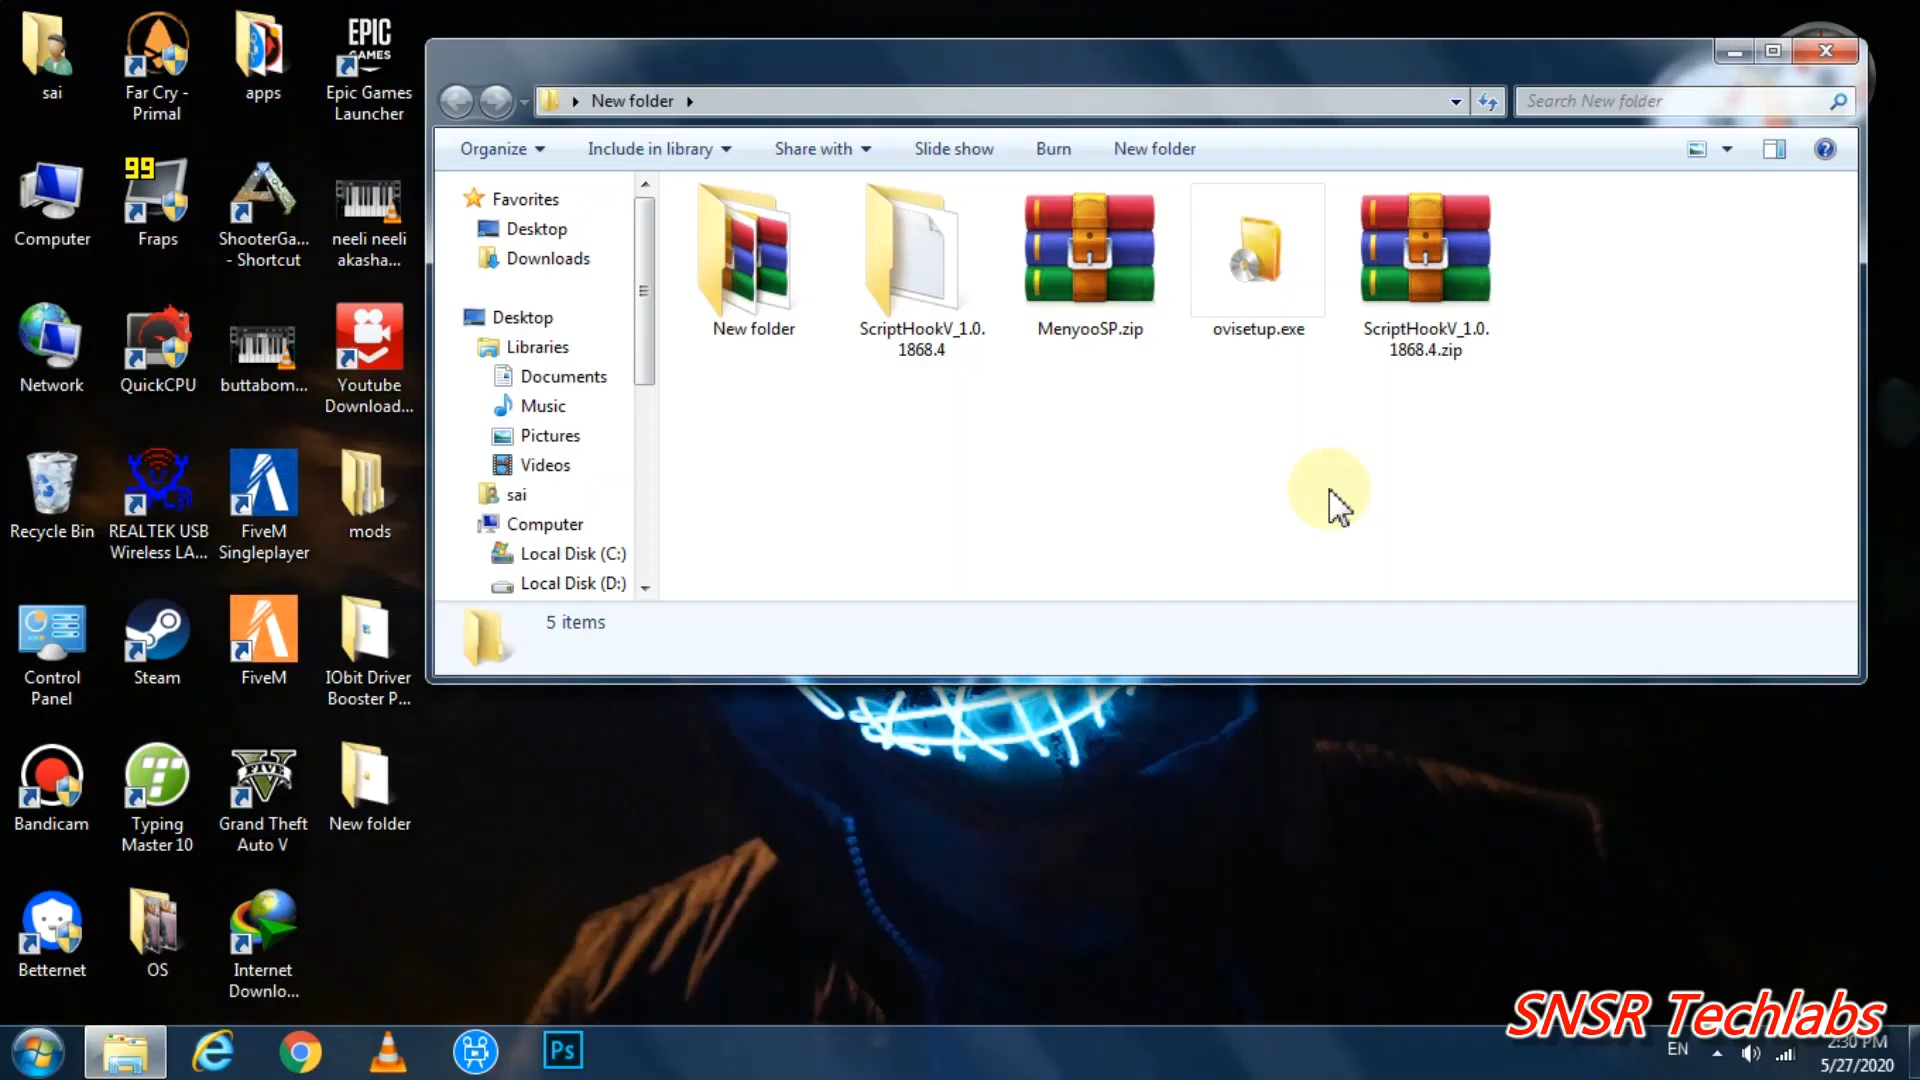 sai
Far Cry -
Primal
apps
EPIC
GAMES
Epic Games
Launcher
Computer
99
Fraps
ShooterGa...
- Shortcut
neeli neeli
akasha...
Network
QuickCPU
buttabom...
Youtube
Download...
Recycle Bin
REALTEK USB
Wireless LA...
FiveM
Singleplayer
mods
Control
Panel
Steam
FiveM
IObit Driver
Booster P...
Bandicam
Typing
Master 10
FIVE
Grand Theft
Auto V
New folder
Betternet
OS
Internet
Downlo...
New folder
Search New folder
Organize
Include in library
Share with
Slide show
Burn
New folder
Favorites
Desktop
Downloads
Desktop
Libraries
Documents
Music
Pictures
Videos
sai
Computer
Local Disk (C:)
Local Disk (D:)
New folder
ScriptHookV_1.0.
1868.4
MenyooSP.zip
ovisetup.exe
ScriptHookV_1.0.
1868.4.zip
5 items
SNSR Techlabs
Ps
EN
2:30 PM
5/27/2020